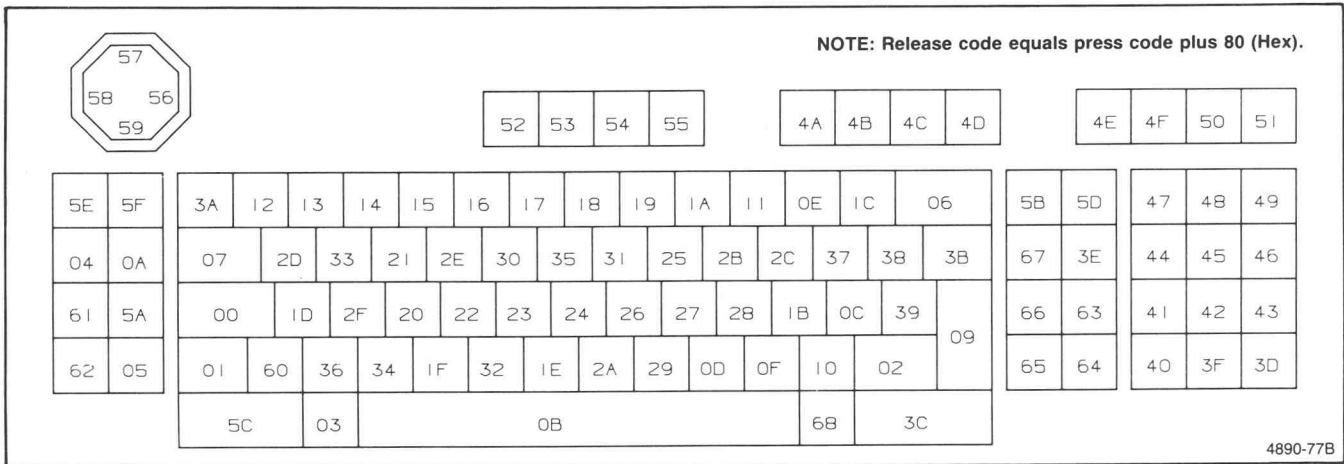 NOTE: Release code equals press code plus 80 (Hex).
57
58 56
59
52 53 54 55 4A 4B 4C 4D 4E 4F 50 51
5E 5F 3A 12 13 14 15 16 17 18 19 1A 11 0E 1C 06 5B 5D 47 48 49
04 0A 07 2D 33 21 2E 30 35 31 25 2B 2C 37 38 3B 67 3E 44 45 46
61 5A 00 1D 2F 20 22 23 24 26 27 28 1B 0C 39 66 63 41 42 43
09
62 05 01 60 36 34 1F 32 1E 2A 29 0D 0F 10 02 65 64 40 3F 3D
5C 03 0B 68 3C
4890-77B